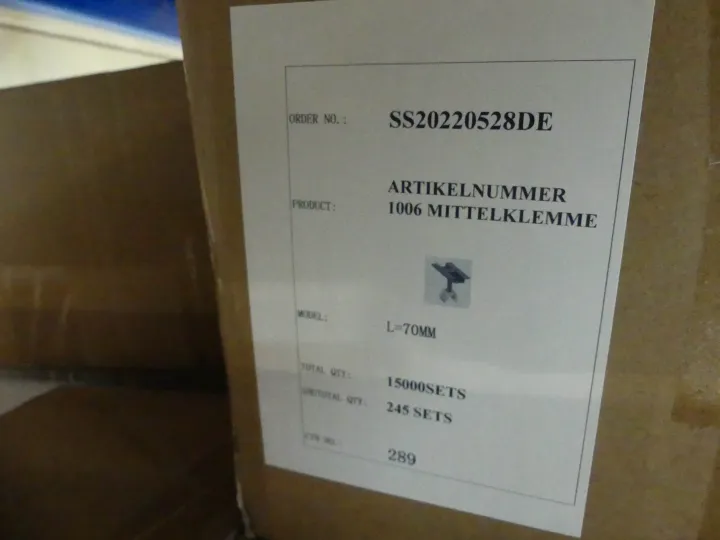 ORDER NO.: SS20220528DE
ARTIKELNUMMER
PRODUCT: 1006 MITTELKLEMME
MODEL: L=70MM
TOTAL QTY: 15000SETS
SUBTOTAL QTY: 245 SETS
CTN NO.: 289